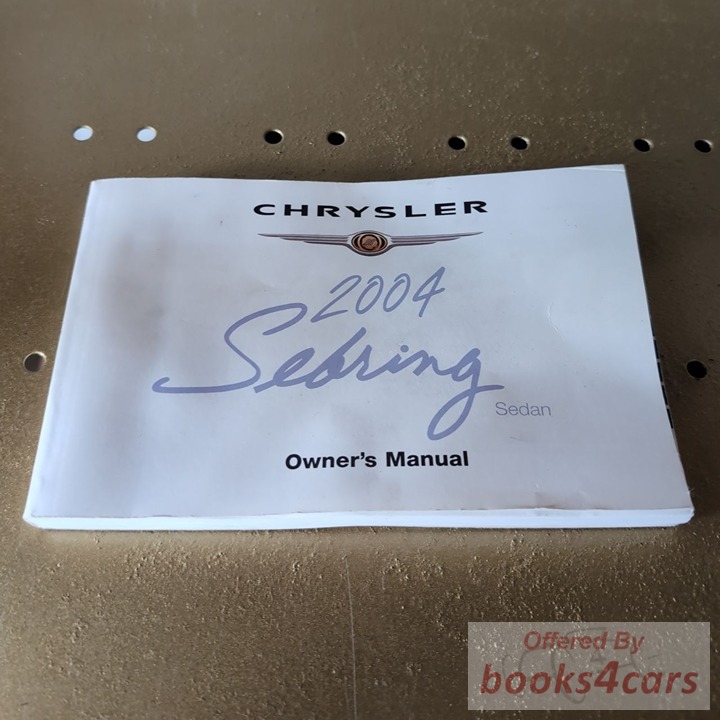 CHRYSLER
2004
Sebring
Sedan
Owner's Manual
Offered By
books4cars